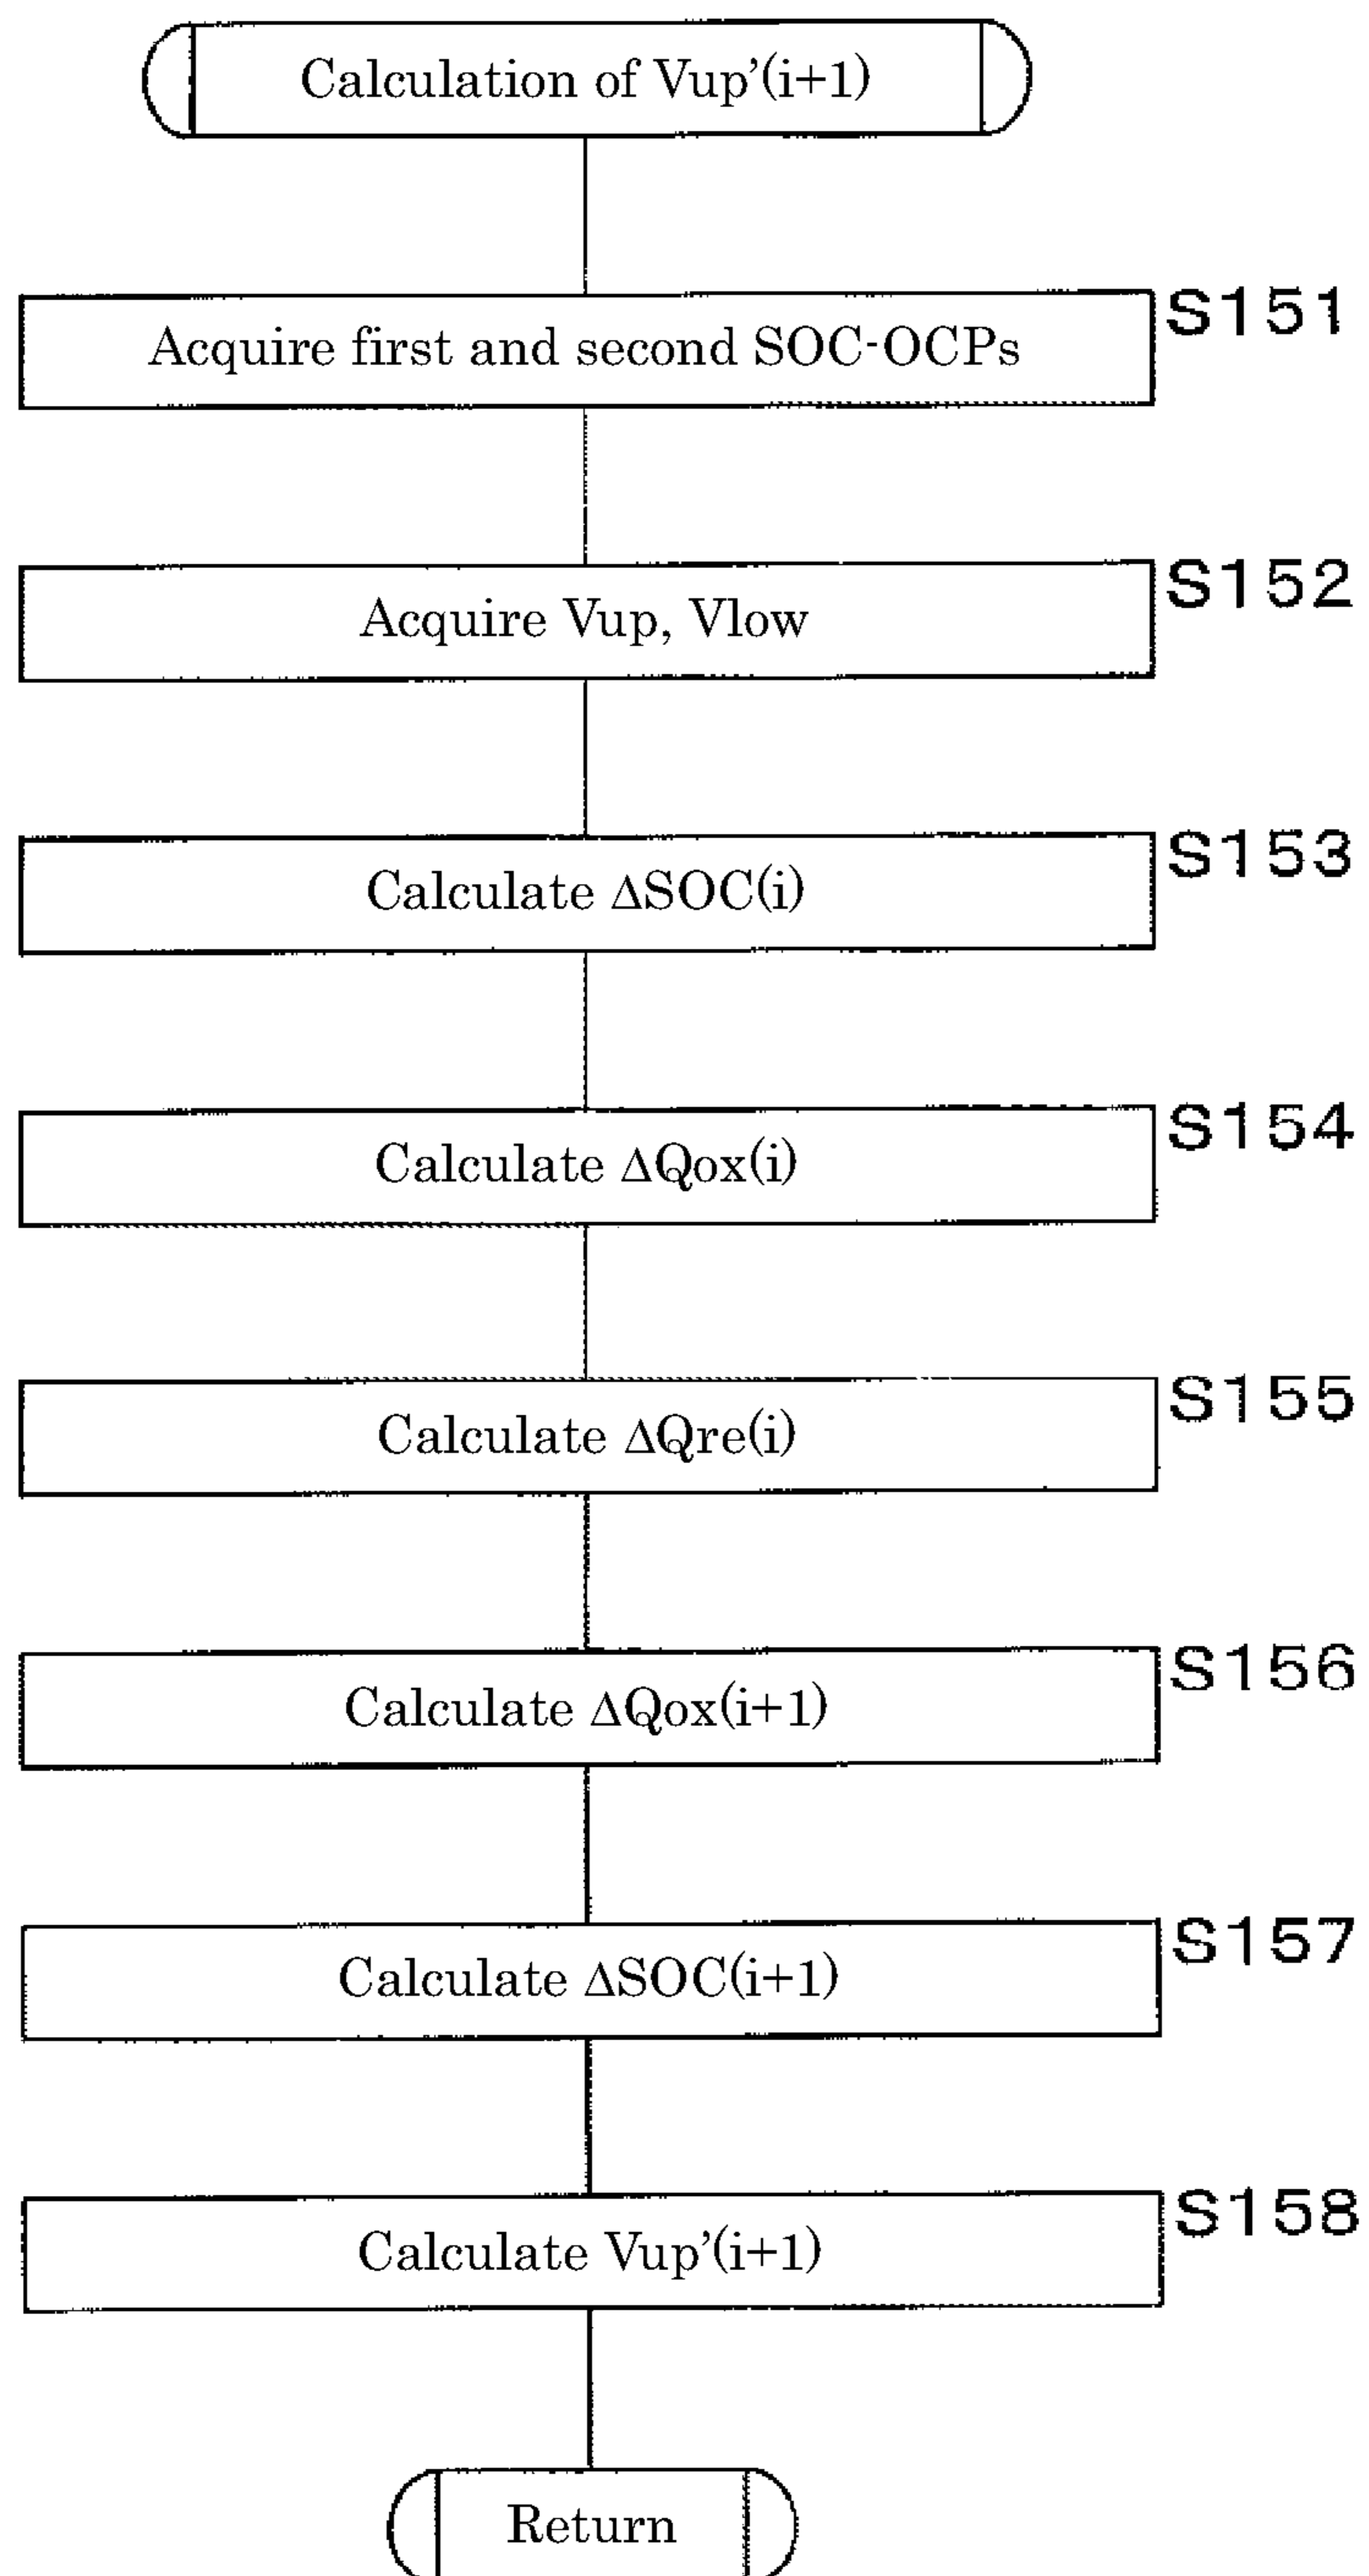 Calculation of Vup’(i+1)
S151
Acquire first and second SOC-OCPs
S152
Acquire Vup, Vlow
S153
Calculate ΔSOC(i)
S154
Calculate ΔQox(i)
S155
Calculate ΔQre(i)
S156
Calculate ΔQox(i+1)
S157
Calculate ΔSOC(i+1)
S158
Calculate Vup’(i+1)
Return